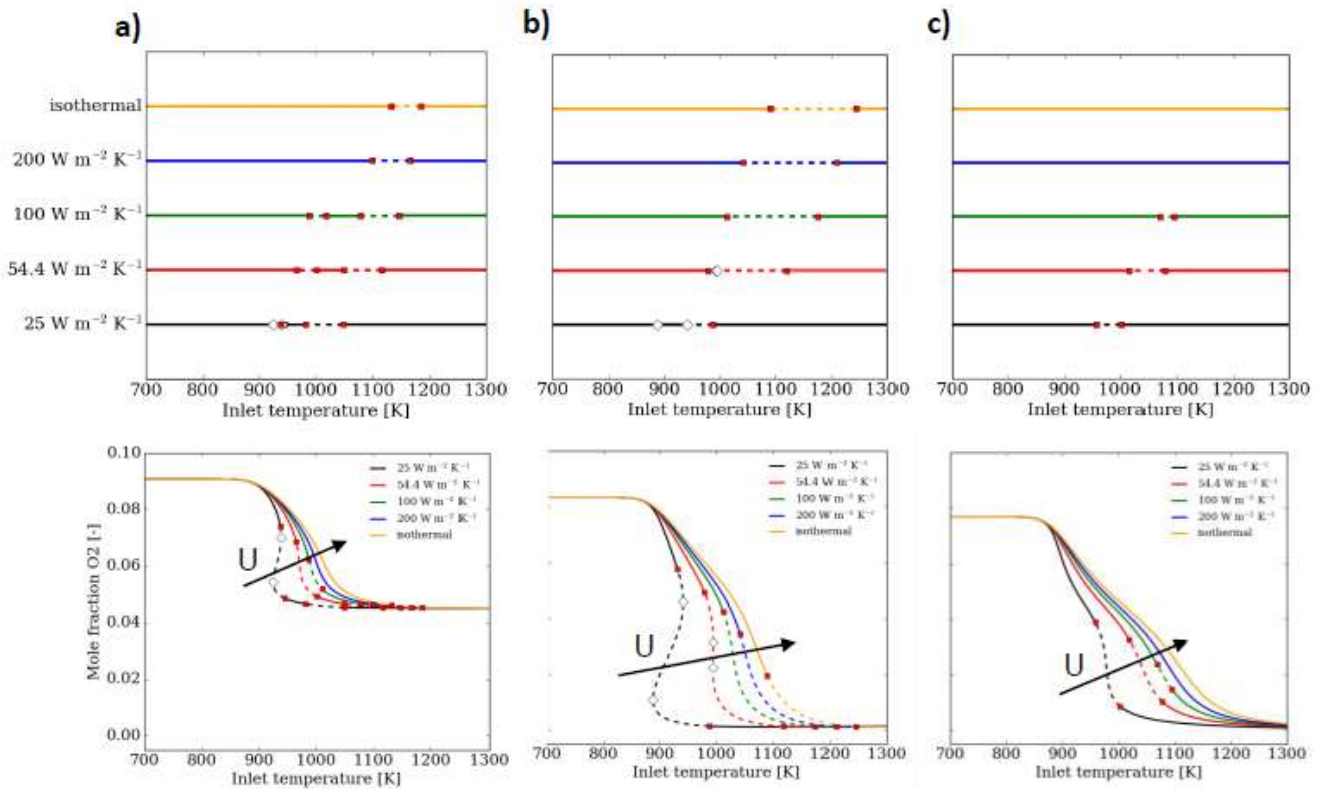 a)
b)
c)
isothermal
200 W m⁻² K⁻¹
100 W m⁻² K⁻¹
54.4 W m⁻² K⁻¹
25 W m⁻² K⁻¹
700 800 900 1000 1100 1200 1300
Inlet temperature [K]
700 800 900 1000 1100 1200 1300
Inlet temperature [K]
700 800 900 1000 1100 1200 1300
Inlet temperature [K]
Mole fraction O2 [-]
0.10
0.08
0.06
0.04
0.02
0.00
25 W m⁻² K⁻¹
54.4 W m⁻² K⁻¹
100 W m⁻² K⁻¹
200 W m⁻² K⁻¹
isothermal
U
700 800 900 1000 1100 1200 1300
Inlet temperature [K]
25 W m⁻² K⁻¹
54.4 W m⁻² K⁻¹
100 W m⁻² K⁻¹
200 W m⁻² K⁻¹
isothermal
U
700 800 900 1000 1100 1200 1300
Inlet temperature [K]
25 W m⁻² K⁻¹
54.4 W m⁻² K⁻¹
100 W m⁻² K⁻¹
200 W m⁻² K⁻¹
isothermal
U
700 800 900 1000 1100 1200 1300
Inlet temperature [K]